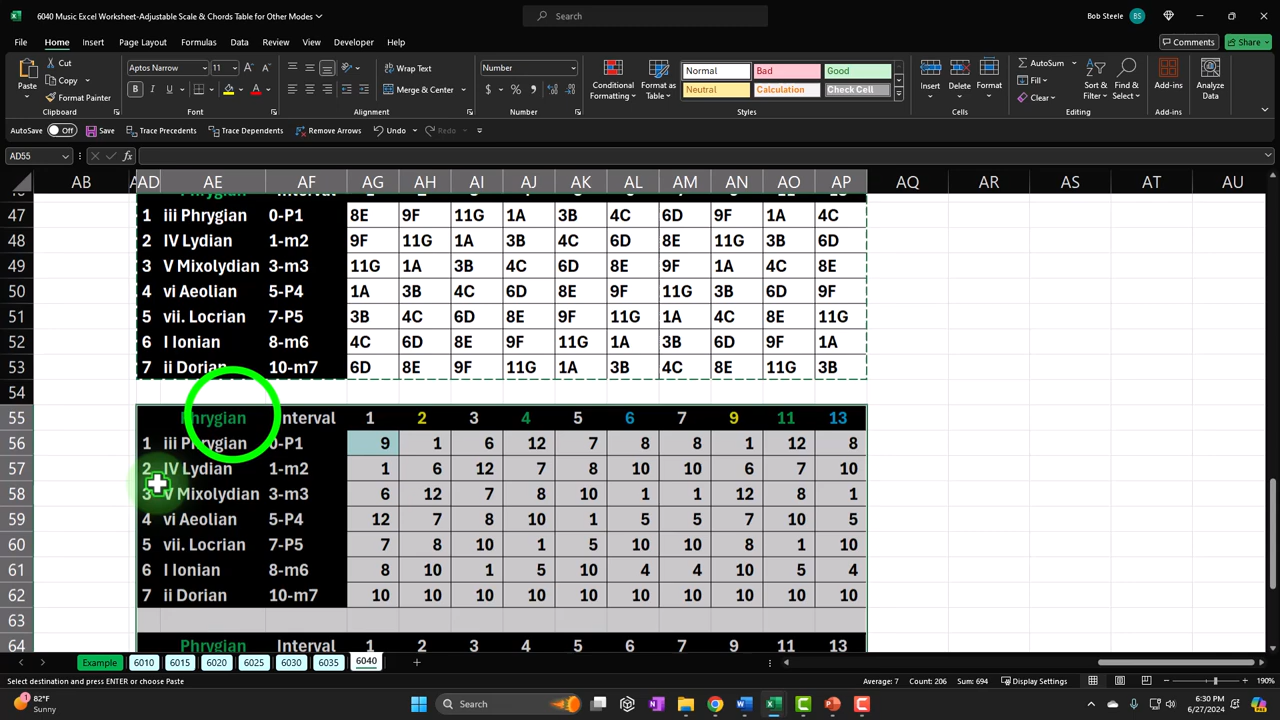 6040 Music Excel Worksheet-Adjustable Scale & Chords Table for Other Modes
Search
Bob Steele BS
File Home Insert Page Layout Formulas Data Review View Developer Help Comments Share
Paste Cut Copy Format Painter Clipboard
Aptos Narrow 11 B I U A Font
Wrap Text Merge & Center Alignment
Number $ % Number
Conditional Formatting Format as Table
Normal Bad Good
Neutral Calculation Check Cell
Styles
Insert Delete Format Cells
AutoSum Fill Clear Sort & Filter Find & Select Editing
Add-ins Add-ins
Analyze Data
AutoSave Off Save Trace Precedents Trace Dependents Remove Arrows Undo Redo
AD55 fx
AB AD AE AF AG AH AI AJ AK AL AM AN AO AP AQ AR AS AT AU
47 1 iii Phrygian 0-P1 8E 9F 11G 1A 3B 4C 6D 9F 1A 4C
48 2 IV Lydian 1-m2 9F 11G 1A 3B 4C 6D 8E 11G 3B 6D
49 3 V Mixolydian 3-m3 11G 1A 3B 4C 6D 8E 9F 1A 4C 8E
50 4 vi Aeolian 5-P4 1A 3B 4C 6D 8E 9F 11G 3B 6D 9F
51 5 vii. Locrian 7-P5 3B 4C 6D 8E 9F 11G 1A 4C 8E 11G
52 6 I Ionian 8-m6 4C 6D 8E 9F 11G 1A 3B 6D 9F 1A
53 7 ii Dorian 10-m7 6D 8E 9F 11G 1A 3B 4C 8E 11G 3B
54
55 Phrygian Interval 1 2 3 4 5 6 7 9 11 13
56 1 iii Phrygian 0-P1 9 1 6 12 7 8 8 1 12 8
57 2 IV Lydian 1-m2 1 6 12 7 8 10 10 6 7 10
58 3 V Mixolydian 3-m3 6 12 7 8 10 1 1 12 8 1
59 4 vi Aeolian 5-P4 12 7 8 10 1 5 5 7 10 5
60 5 vii. Locrian 7-P5 7 8 10 1 5 10 10 8 1 10
61 6 I Ionian 8-m6 8 10 1 5 10 4 4 10 5 4
62 7 ii Dorian 10-m7 10 10 10 10 10 10 10 10 10 10
63
64 Phrygian Interval 1 2 3 4 5 6 7 9 11 13
Example 6010 6015 6020 6025 6030 6035 6040
Select destination and press ENTER or choose Paste Average: 7 Count: 206 Sum: 694 Display Settings 190%
82°F
Sunny
Search
6:30 PM
6/27/2024